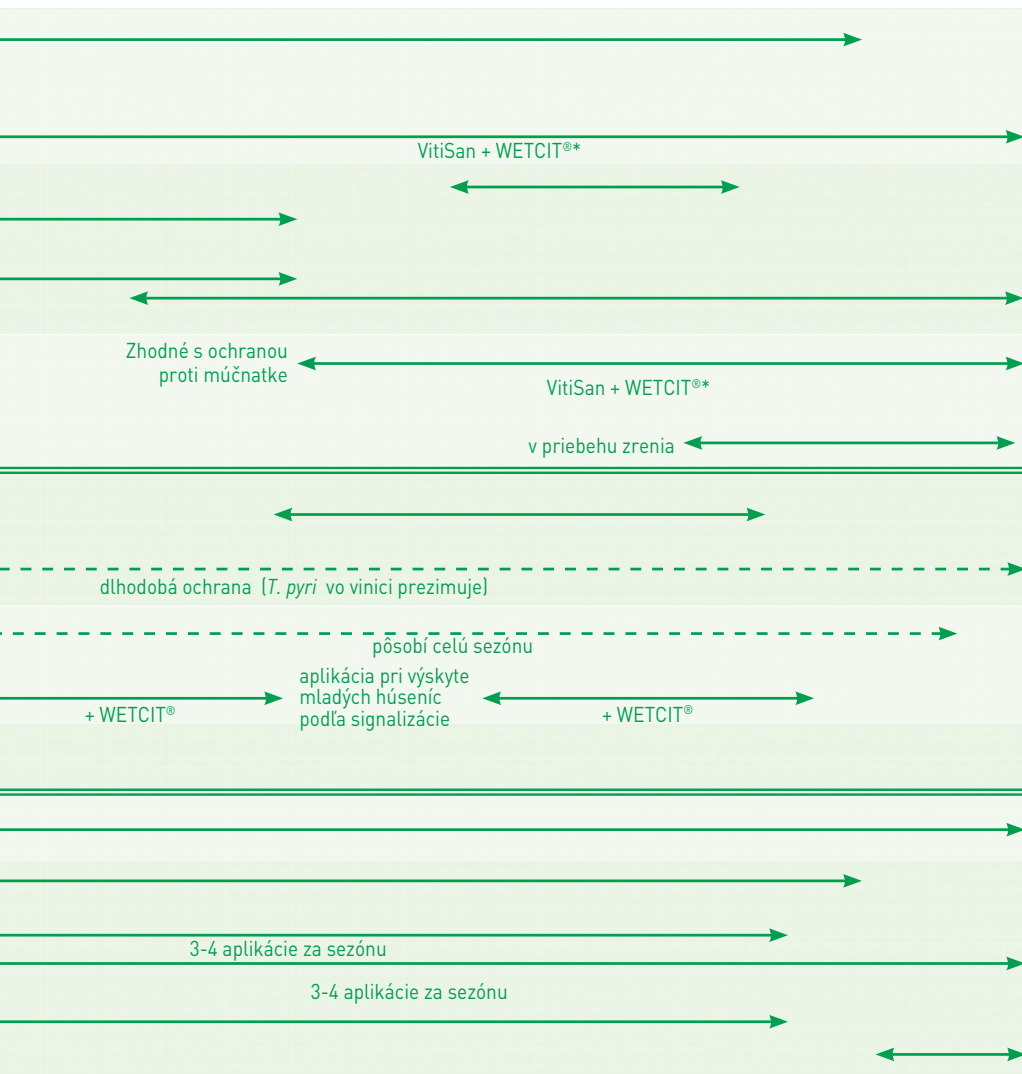 VitiSan + WETCIT®*
Zhodné s ochranou
proti múčnatke
VitiSan + WETCIT®*
v priebehu zrenia
dlhodobá ochrana (T. pyri vo vinici prezimuje)
pôsobí celú sezónu
aplikácia pri výskyte
mladých húseníc
podľa signalizácie
+ WETCIT®
+ WETCIT®
3-4 aplikácie za sezónu
3-4 aplikácie za sezónu